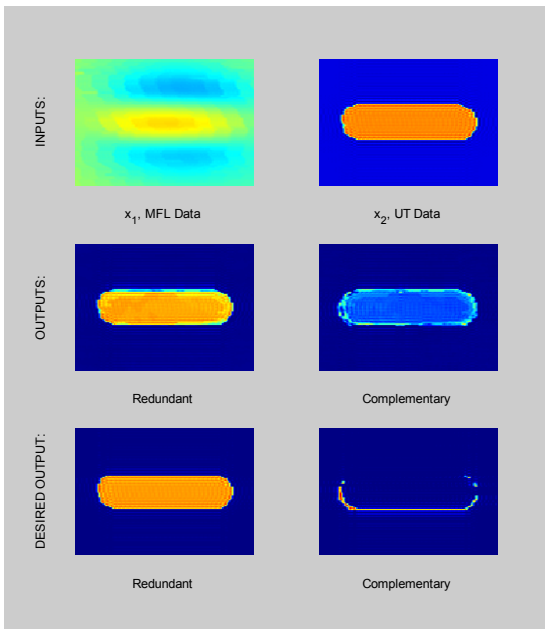 INPUTS:
x1, MFL Data
x2, UT Data
OUTPUTS:
Redundant
Complementary
DESIRED OUTPUT:
Redundant
Complementary